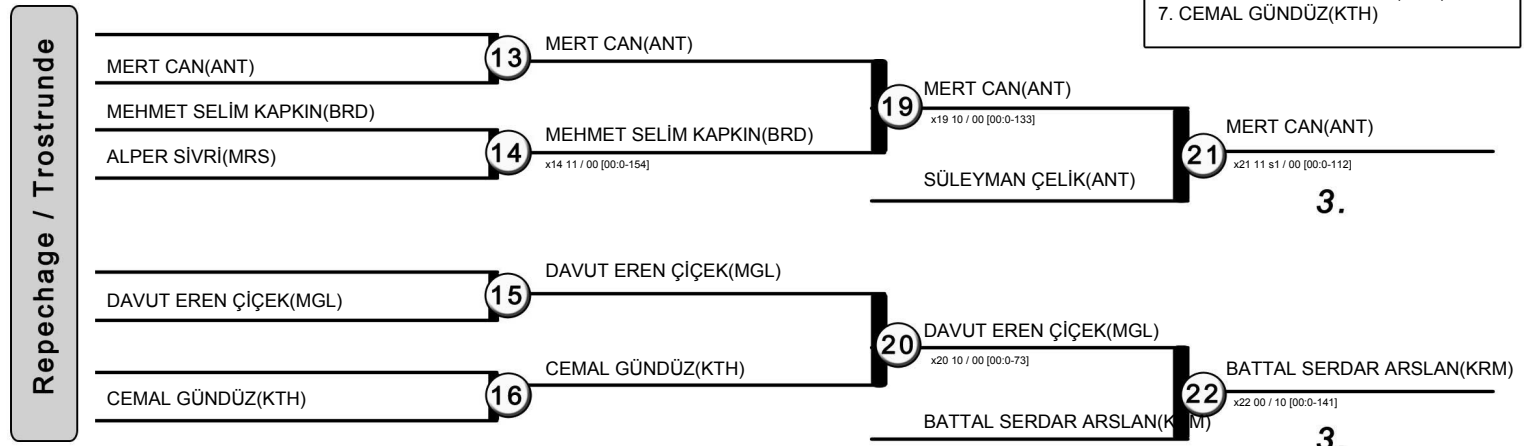 Repechage / Trostrunde
7. CEMAL GÜNDÜZ(KTH)
MERT CAN(ANT)
13
MERT CAN(ANT)
MEHMET SELİM KAPKIN(BRD)
ALPER SİVRİ(MRS)
14
MEHMET SELİM KAPKIN(BRD)
x14 11 / 00 [00:0-154]
19
MERT CAN(ANT)
x19 10 / 00 [00:0-133]
SÜLEYMAN ÇELİK(ANT)
21
MERT CAN(ANT)
x21 11 s1 / 00 [00:0-112]
3.
DAVUT EREN ÇİÇEK(MGL)
15
DAVUT EREN ÇİÇEK(MGL)
CEMAL GÜNDÜZ(KTH)
16
CEMAL GÜNDÜZ(KTH)
20
DAVUT EREN ÇİÇEK(MGL)
x20 10 / 00 [00:0-73]
BATTAL SERDAR ARSLAN(KRM)
22
BATTAL SERDAR ARSLAN(KRM)
x22 00 / 10 [00:0-141]
3